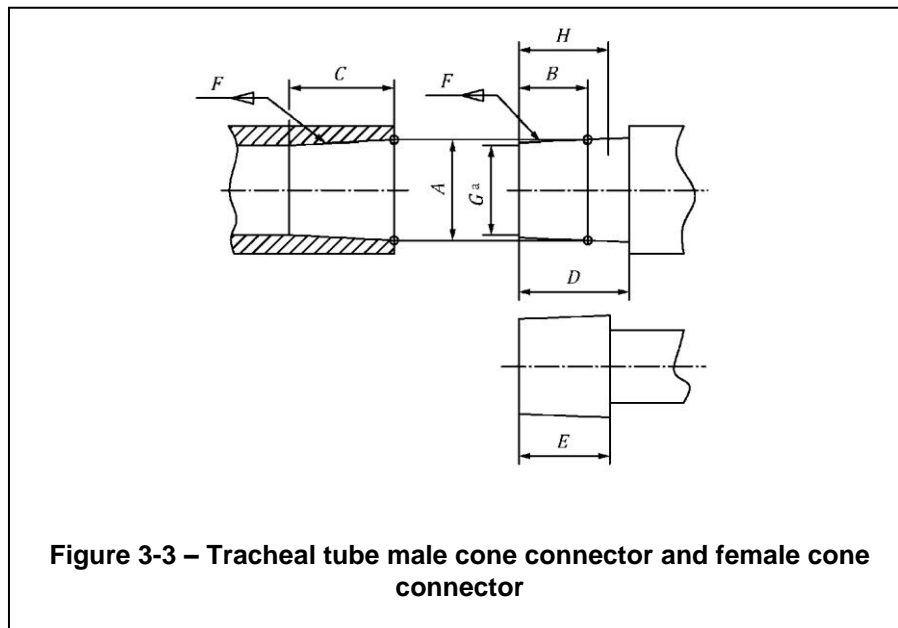 H
F
C
F
B
A
G a
D
E
Figure 3-3 – Tracheal tube male cone connector and female cone
connector